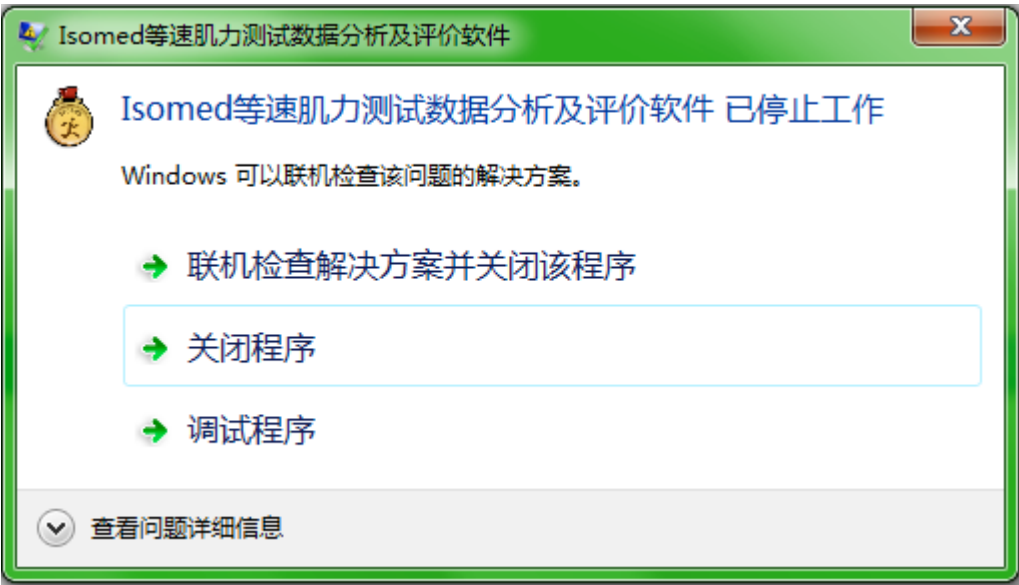 Isomed等速肌力测试数据分析及评价软件
Isomed等速肌力测试数据分析及评价软件 已停止工作
Windows 可以联机检查该问题的解决方案。
联机检查解决方案并关闭该程序
关闭程序
调试程序
查看问题详细信息